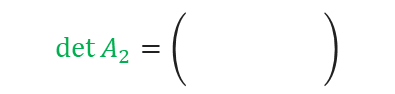 det A₂ = ( )